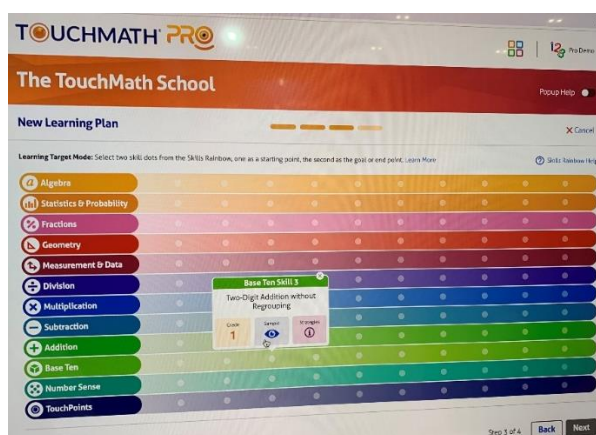 TOUCHMATH PRO
Pro Demo
The TouchMath School
Popup Help
New Learning Plan
X Cancel
Learning Target Mode: Select two skill dots from the Skills Rainbow, one as a starting point, the second as the goal or end point. Learn More
Skills Rainbow Help
Algebra
Statistics & Probability
Fractions
Geometry
Measurement & Data
Division
Multiplication
Subtraction
Addition
Base Ten
Number Sense
TouchPoints
Base Ten Skill 3
Two-Digit Addition without
Regrouping
Grade
1
Strategies
Step 3 of 4
Back
Next